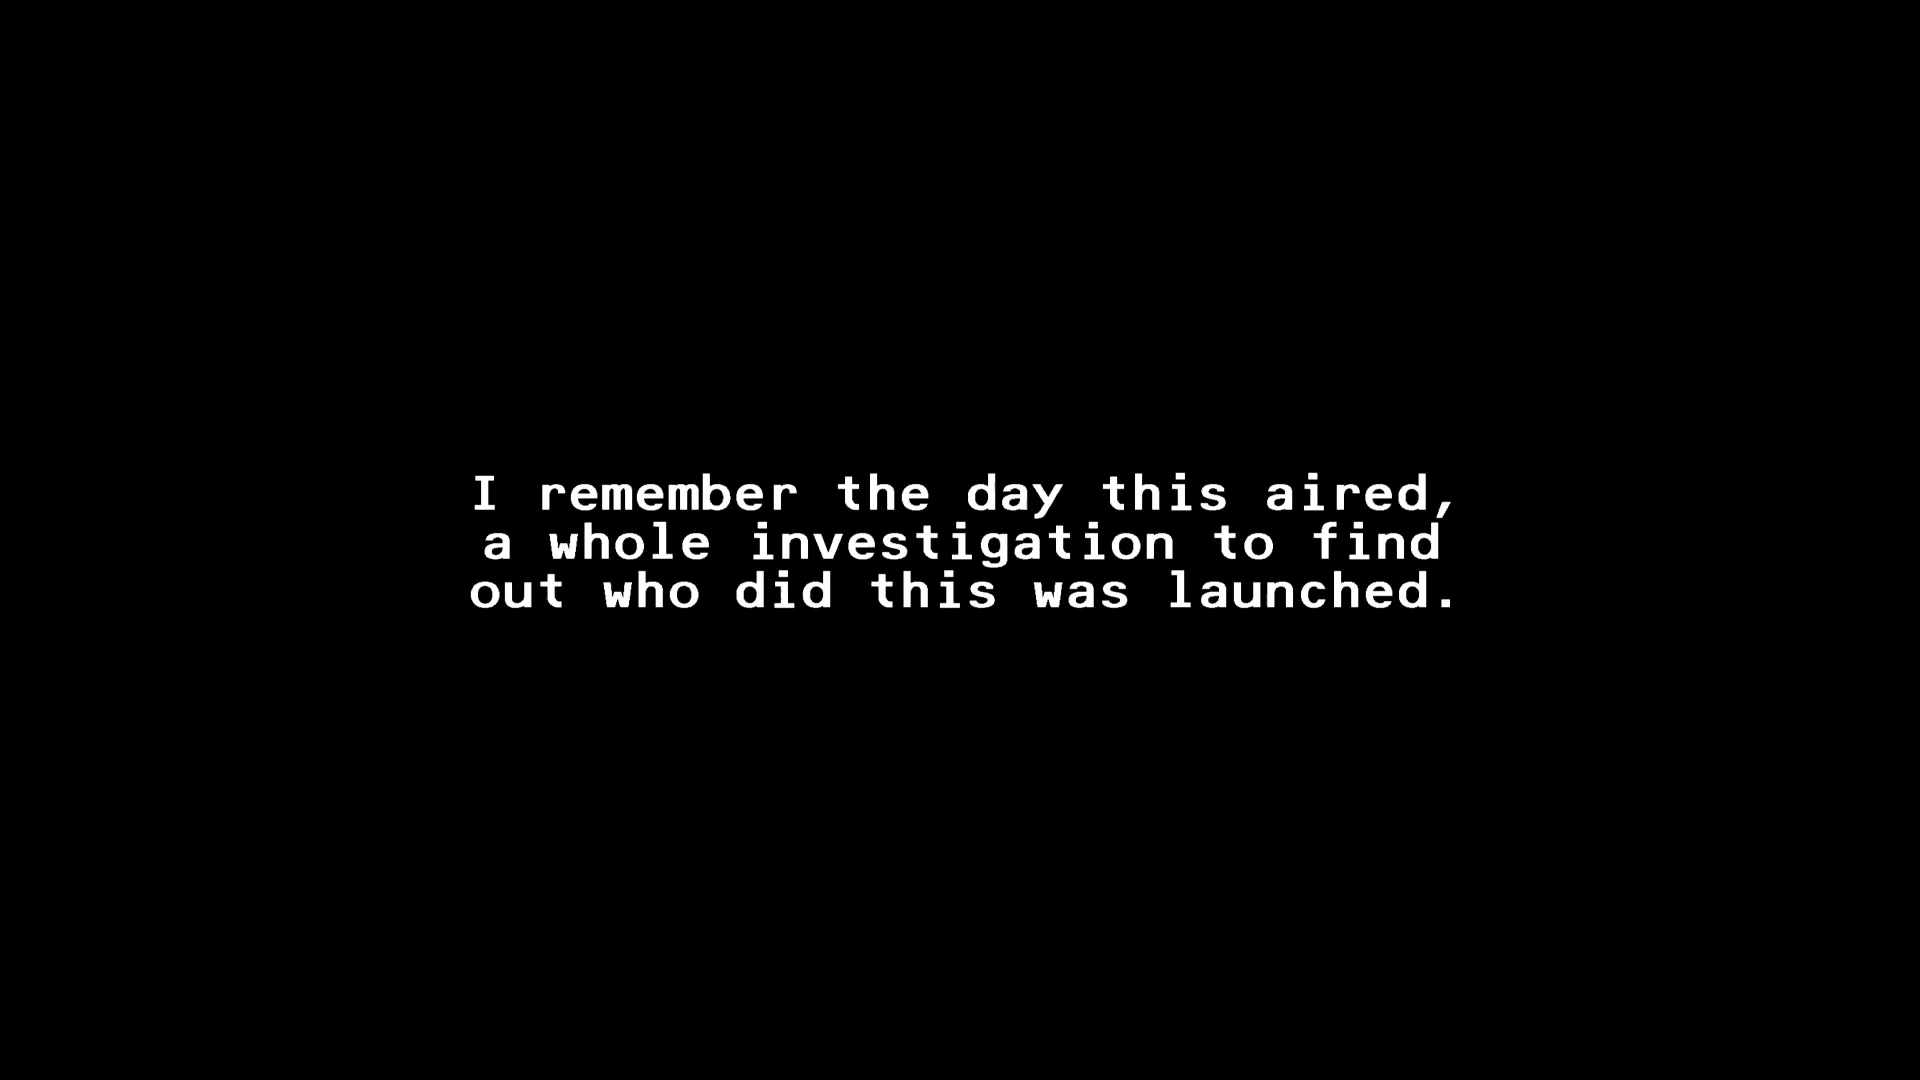 I remember the day this aired,
a whole investigation to find
out who did this was launched.